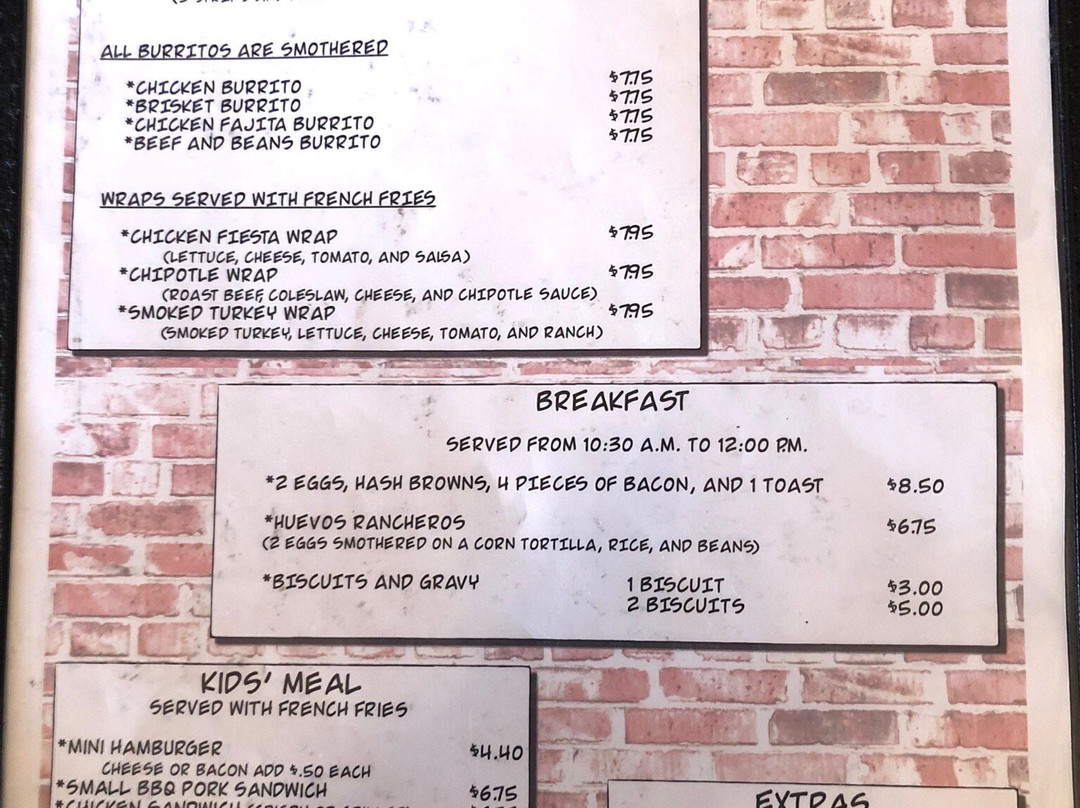 ALL BURRITOS ARE SMOTHERED
*CHICKEN BURRITO $7.75
*BRISKET BURRITO $7.75
*CHICKEN FAJITA BURRITO $7.75
*BEEF AND BEANS BURRITO $7.75
WRAPS SERVED WITH FRENCH FRIES
*CHICKEN FIESTA WRAP $7.95
(LETTUCE, CHEESE, TOMATO, AND SALSA)
*CHIPOTLE WRAP $7.95
(ROAST BEEF, COLESLAW, CHEESE, AND CHIPOTLE SAUCE)
*SMOKED TURKEY WRAP $7.95
(SMOKED TURKEY, LETTUCE, CHEESE, TOMATO, AND RANCH)
BREAKFAST
SERVED FROM 10:30 A.M. TO 12:00 P.M.
*2 EGGS, HASH BROWNS, 4 PIECES OF BACON, AND 1 TOAST $8.50
*HUEVOS RANCHEROS $6.75
(2 EGGS SMOTHERED ON A CORN TORTILLA, RICE, AND BEANS)
*BISCUITS AND GRAVY 1 BISCUIT $3.00
2 BISCUITS $5.00
KIDS' MEAL
SERVED WITH FRENCH FRIES
*MINI HAMBURGER $4.40
CHEESE OR BACON ADD $.50 EACH
*SMALL BBQ PORK SANDWICH $6.75
*CHICKEN SANDWICH
EXTRAS